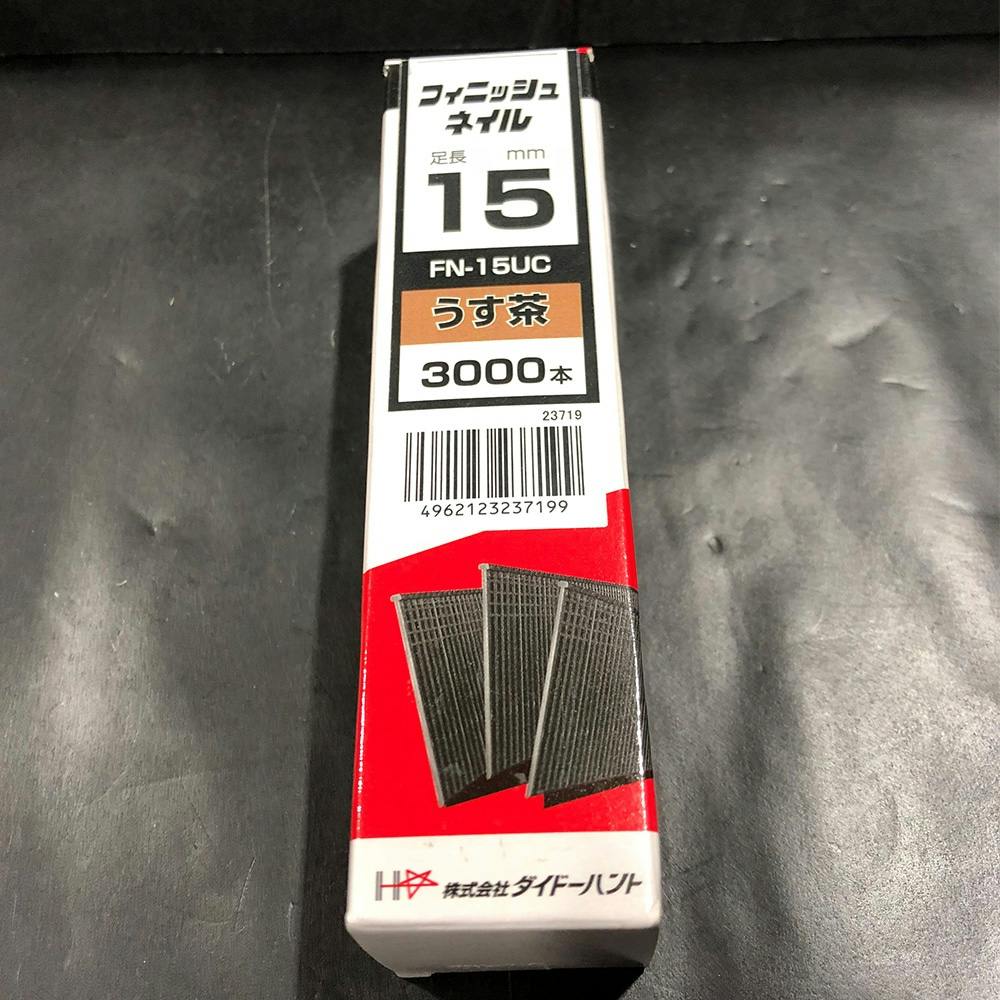 フィニッシュ
ネイル
足長 mm
15
FN-15UC
うす茶
3000本
23719
4962123237199
株式会社ダイドーハント